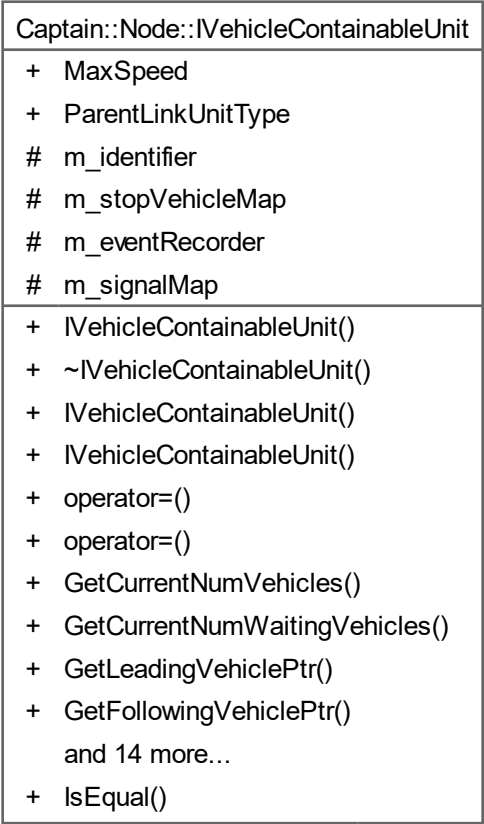 Captain::Node::IVehicleContainableUnit
+ MaxSpeed
+ ParentLinkUnitType
# m_identifier
# m_stopVehicleMap
# m_eventRecorder
# m_signalMap
+ IVehicleContainableUnit()
+ ~IVehicleContainableUnit()
+ IVehicleContainableUnit()
+ IVehicleContainableUnit()
+ operator=()
+ operator=()
+ GetCurrentNumVehicles()
+ GetCurrentNumWaitingVehicles()
+ GetLeadingVehiclePtr()
+ GetFollowingVehiclePtr()
and 14 more...
+ IsEqual()